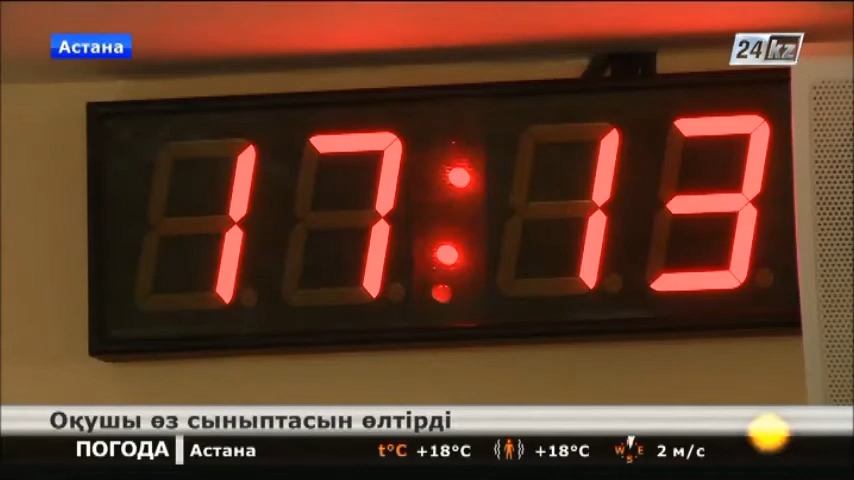 Астана
24kz
17:13
Оқушы өз сыныптасын өлтірді
ПОГОДА Астана t°C +18°C +18°C W S E 2 м/с